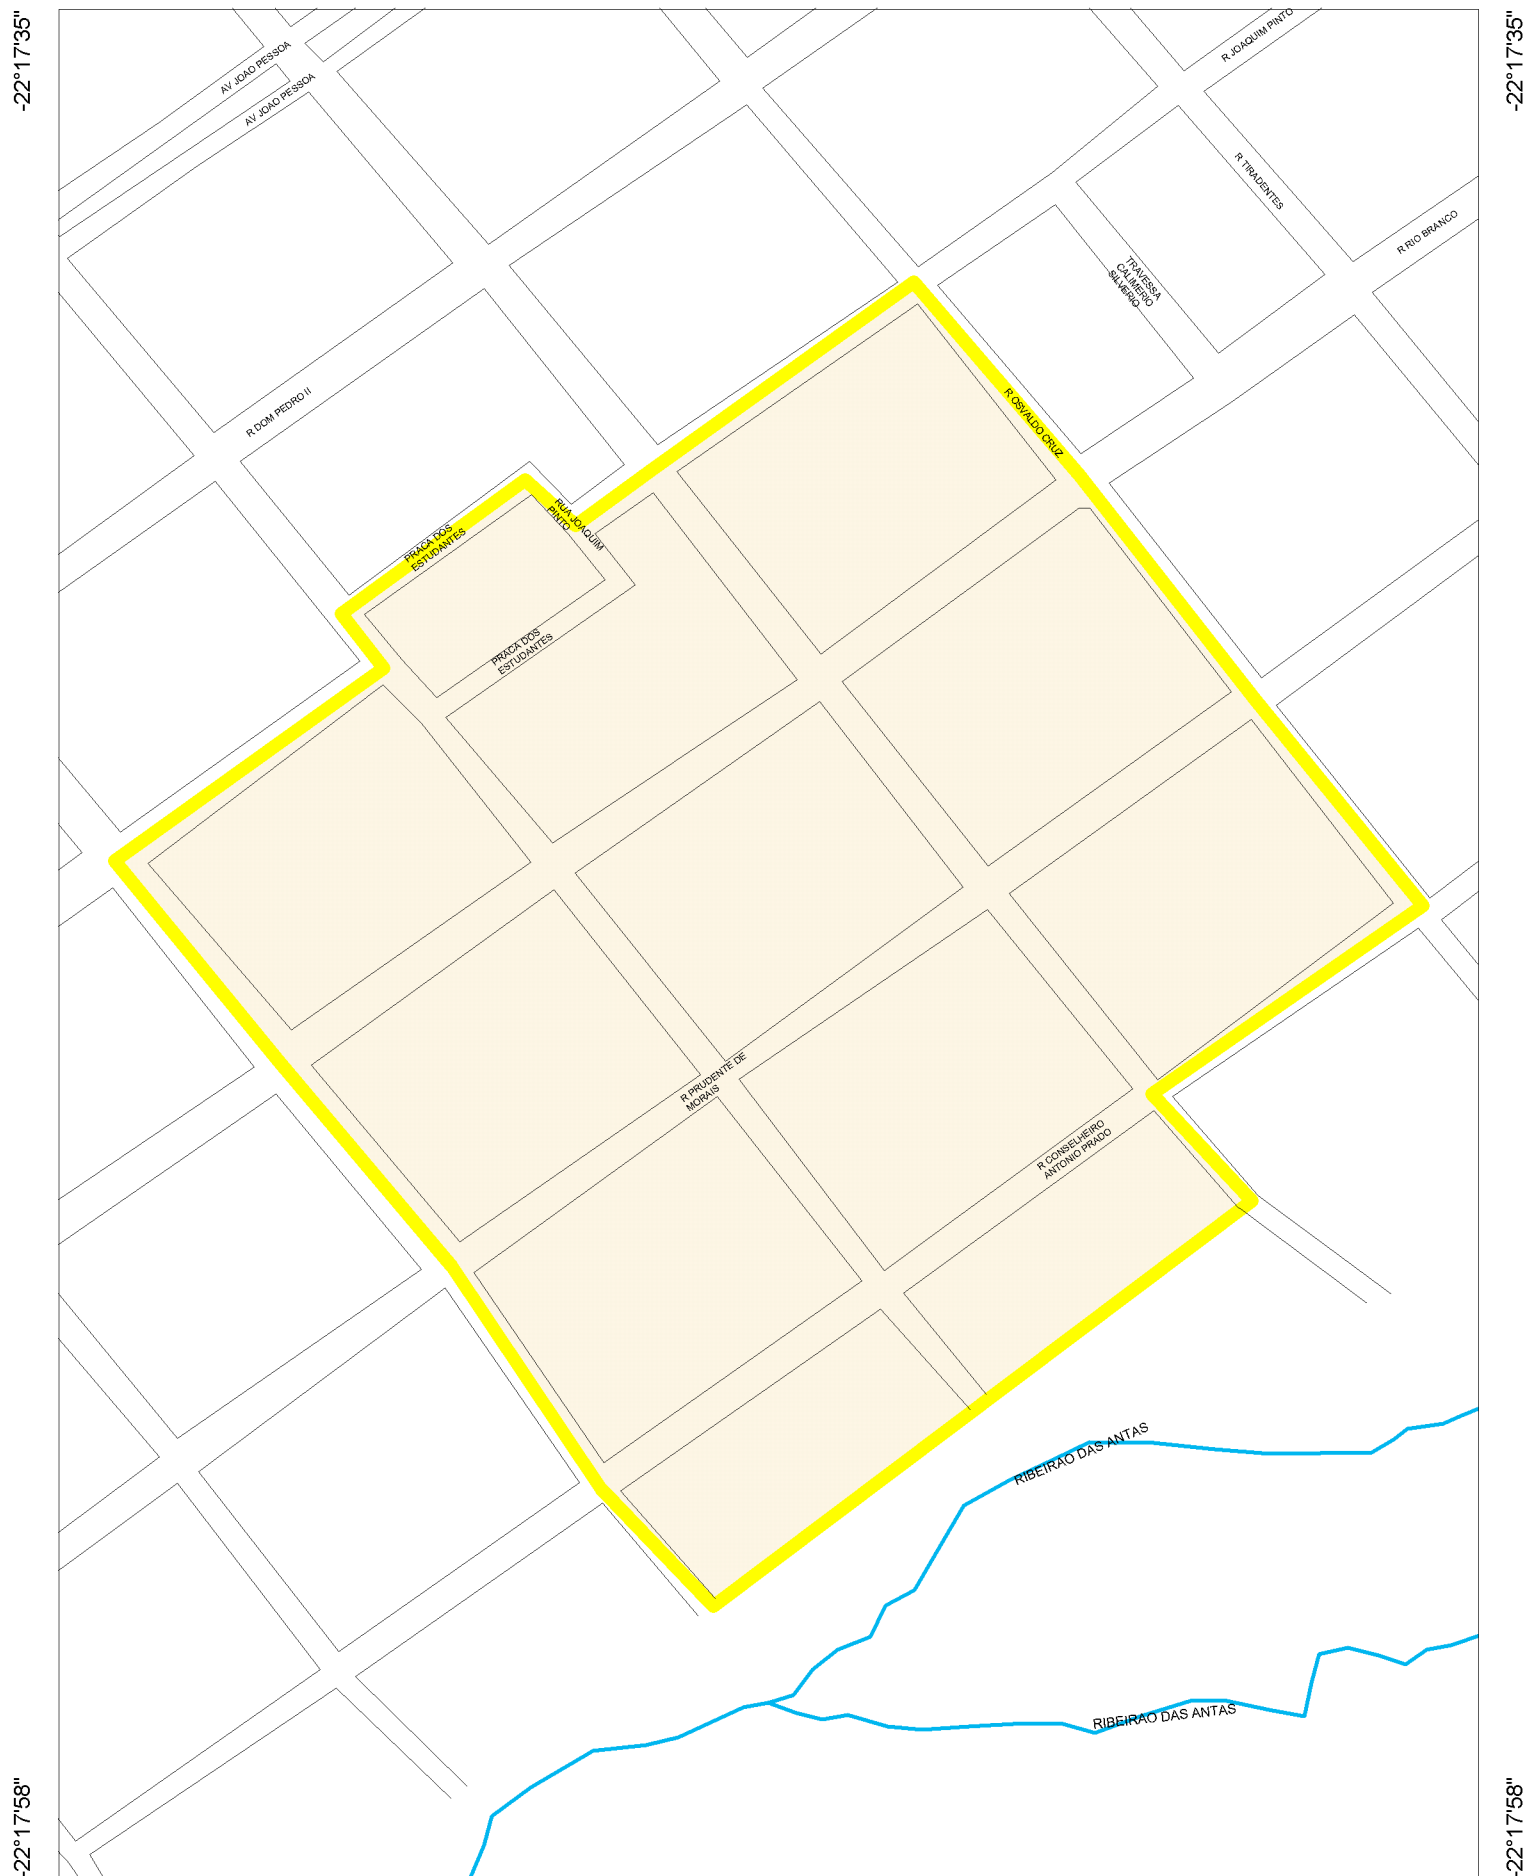 -22°17'35"
-22°17'35"
R JOAQUIM PINTO
AV JOAO PESSOA
AV JOAO PESSOA
R TIRADENTES
R RIO BRANCO
TRAVESSA
CALIMERIO
SILVERIO
R DOM PEDRO II
R OSVALDO CRUZ
RUA JOAQUIM
PINTO
PRACA DOS
ESTUDANTES
PRACA DOS
ESTUDANTES
R PRUDENTE DE
MORAIS
R CONSELHEIRO
ANTONIO PRADO
RIBEIRAO DAS ANTAS
RIBEIRAO DAS ANTAS
-22°17'58"
-22°17'58"